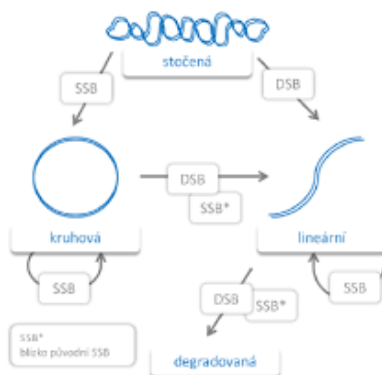 stočená
SSB
DSB
DSB
SSB*
kruhová
lineární
SSB
SSB
DSB
SSB*
SSB*
blízko původní SSB
degradovaná